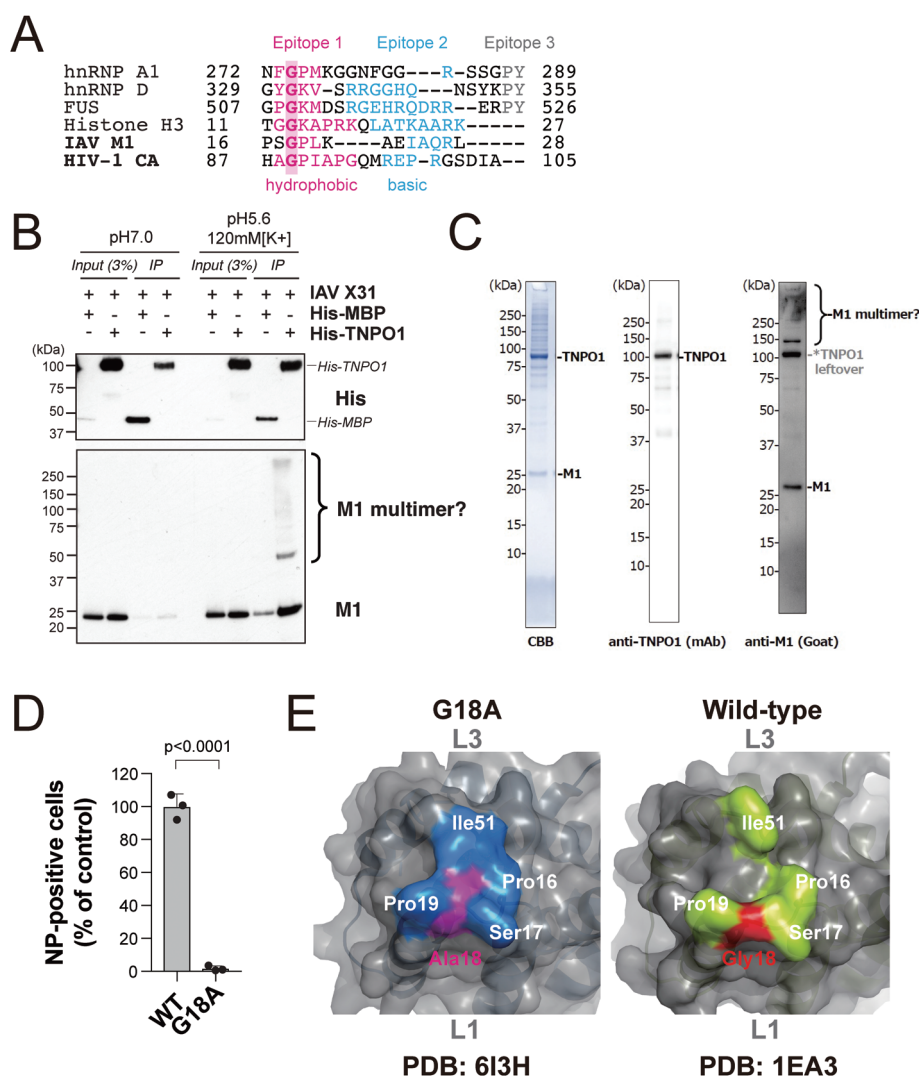 A
Epitope 1 Epitope 2 Epitope 3
hnRNP A1 272 NFGPMKGGNFGG---R-SSGPY 289
hnRNP D 329 GYGKV-SRRGGHQ---NSYKPY 355
FUS 507 GPGKMDSRGEHRQDRR--ERPY 526
Histone H3 11 TGGKAPRKQLATKAARK----- 27
IAV M1 16 PSGPLK----AEIAQRL----- 28
HIV-1 CA 87 HAGPIAPGQMREP-RGSDIA-- 105
hydrophobic basic
B
pH7.0
pH5.6
120mM[K+]
Input (3%) IP Input (3%) IP
+ + + + + + + + IAV X31
+ - + - + - + - His-MBP
- + - + - + - + His-TNPO1
(kDa)
100 His-TNPO1
75
His
50
His-MBP
37
250
150
100
75
M1 multimer?
50
37
25
M1
20
C
(kDa) (kDa) (kDa)
250
150
100
75
50
37
25
20
15
10
-TNPO1
-M1
CBB
250
150
100
75
50
37
25
20
15
10
-TNPO1
anti-TNPO1 (mAb)
250
150
100
75
50
37
25
20
15
10
-M1 multimer?
-*TNPO1
leftover
-M1
anti-M1 (Goat)
D
p<0.0001
NP-positive cells
(% of control)
120
100
80
60
40
20
0
WT
G18A
E
G18A
L3
Ile51
Pro16
Pro19
Ser17
Ala18
L1
PDB: 6I3H
Wild-type
L3
Ile51
Pro16
Pro19
Ser17
Gly18
L1
PDB: 1EA3